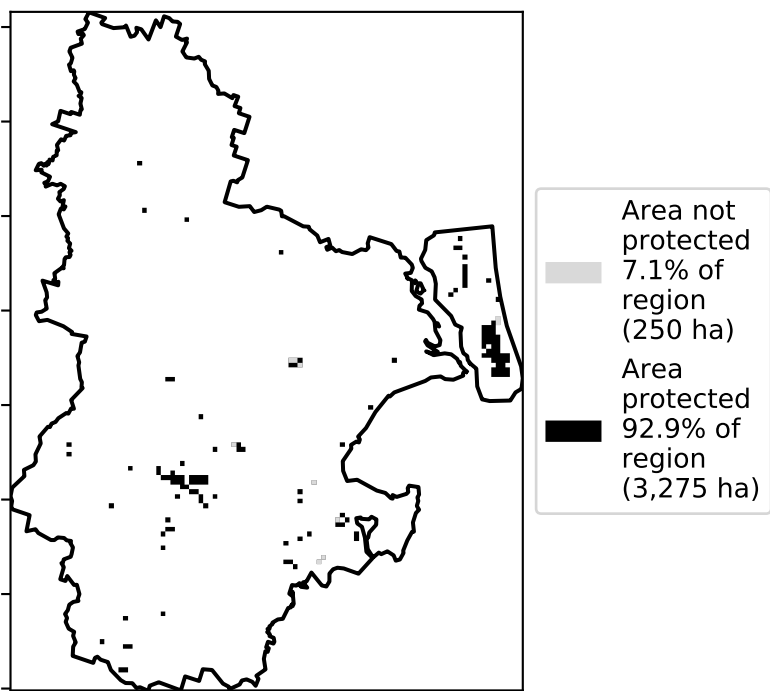 Area not
protected
7.1% of
region
(250 ha)
Area
protected
92.9% of
region
(3,275 ha)